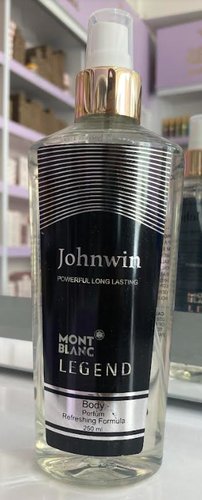 Johnwin
POWERFUL LONG LASTING
MONT
BLANC
LEGEND
Body
Perfum
Refreshing Formula
250 ml